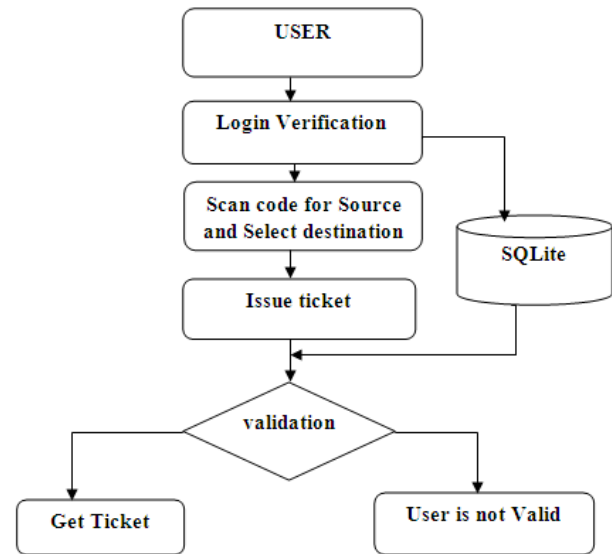 USER
Login Verification
Scan code for Source
and Select destination
SQLite
Issue ticket
validation
Get Ticket
User is not Valid